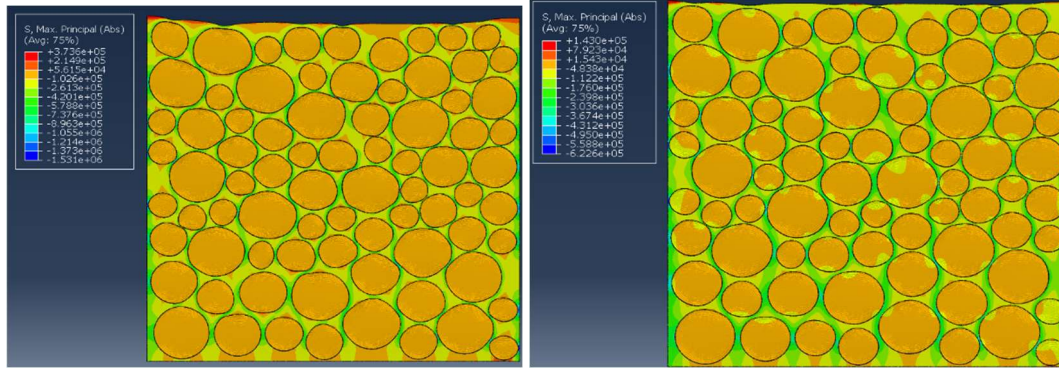 S, Max. Principal (Abs)
(Avg: 75%)
+3.736e+05
+2.149e+05
+5.615e+04
-1.026e+05
-2.613e+05
-4.201e+05
-5.788e+05
-7.376e+05
-8.963e+05
-1.055e+06
-1.214e+06
-1.373e+06
-1.531e+06
S, Max. Principal (Abs)
(Avg: 75%)
+1.430e+05
+7.923e+04
+1.543e+04
-4.838e+04
-1.122e+05
-1.760e+05
-2.398e+05
-3.036e+05
-3.674e+05
-4.312e+05
-4.950e+05
-5.588e+05
-6.226e+05